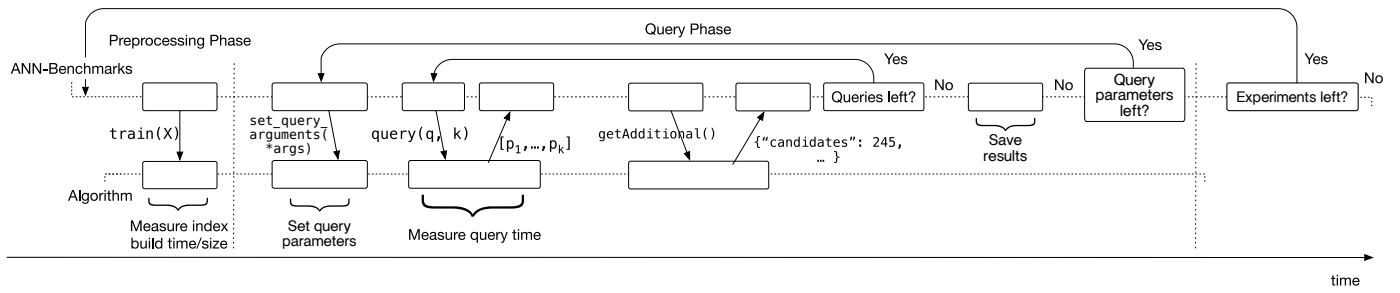 Preprocessing Phase
Query Phase
Yes
Yes
Yes
ANN-Benchmarks
No
No
No
Queries left?
Query
parameters
left?
Experiments left?
train(X)
set_query_
arguments(
*args)
query(q, k)
[p1,…,pk]
getAdditional()
{“candidates”: 245,
… }
Save
results
Algorithm
Measure index
build time/size
Set query
parameters
Measure query time
time